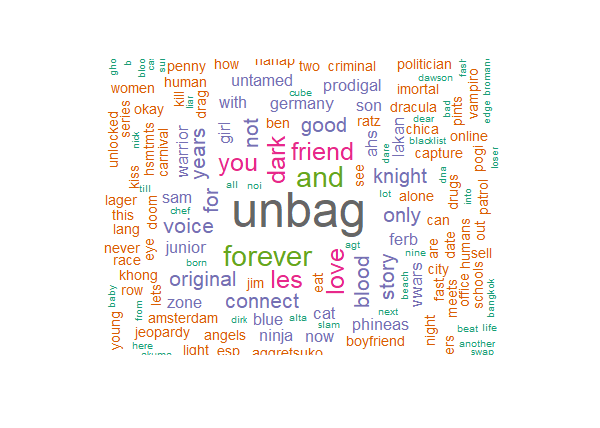 unbag
and
forever
dark
friend
you
les
love
for
not
years
good
knight
only
story
blood
original
connect
voice
untamed
prodigal
germany
with
son
girl
warrior
sam
junior
zone
blue
cat
ninja
now
phineas
ferb
vwars
lakan
ahs
penny
how
two
criminal
politician
human
women
kill
drag
okay
series
unlocked
hsmtmts
carnival
kiss
ben
ratz
dracula
imortal
chica
pints
vampiro
online
capture
pogi
see
alone
drugs
patrol
lager
this
lang
doom
eye
never
race
khong
row
lets
young
amsterdam
jeopardy
angels
light
esp
aggretsuko
jim
eat
boyfriend
night
city
fast
are
can
date
meets
office
humans
out
sell
schools
ers
liar
cube
nick
till
chef
all
noi
born
dirk
alta
slam
agt
next
beach
nine
lot
dare
blacklist
dear
bad
dawson
fast
edge
bromance
loser
dna
into
bangkok
beat
life
another
swap
baby
from
here
b